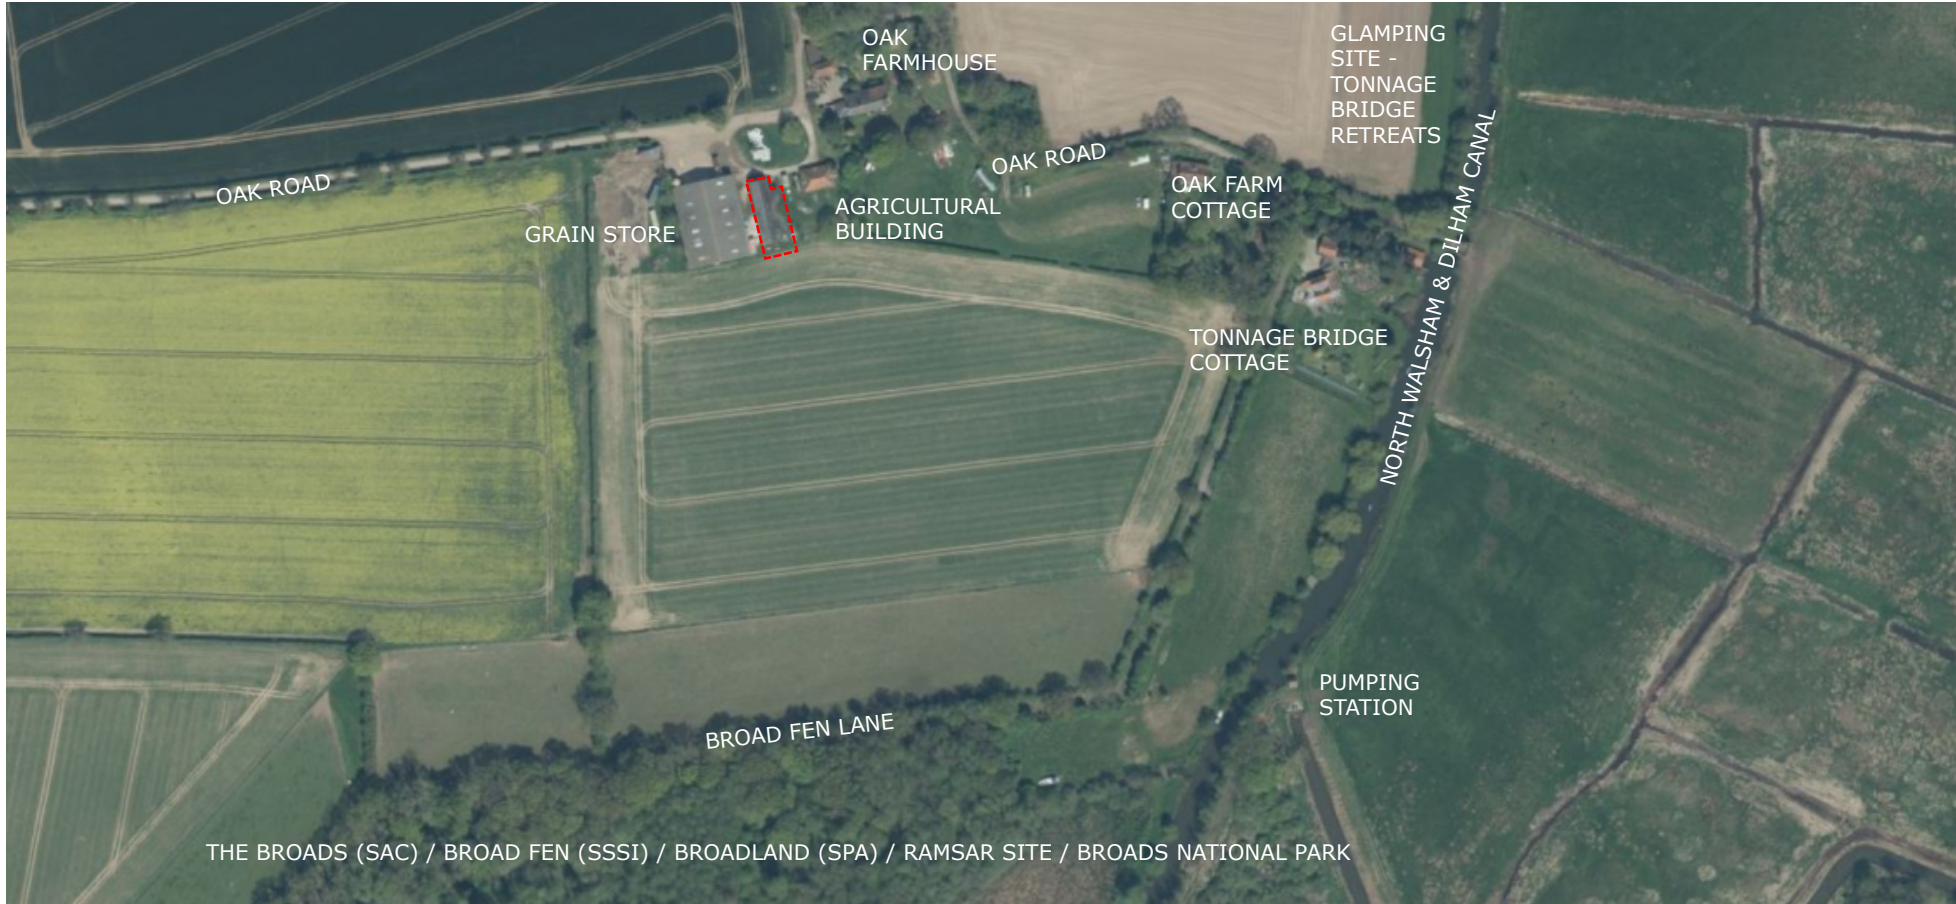 OAK
FARMHOUSE
GLAMPING
SITE -
TONNAGE
BRIDGE
RETREATS
OAK ROAD
OAK ROAD
OAK FARM
COTTAGE
AGRICULTURAL
BUILDING
GRAIN STORE
NORTH WALSHAM & DILHAM CANAL
TONNAGE BRIDGE
COTTAGE
PUMPING
STATION
BROAD FEN LANE
THE BROADS (SAC) / BROAD FEN (SSSI) / BROADLAND (SPA) / RAMSAR SITE / BROADS NATIONAL PARK